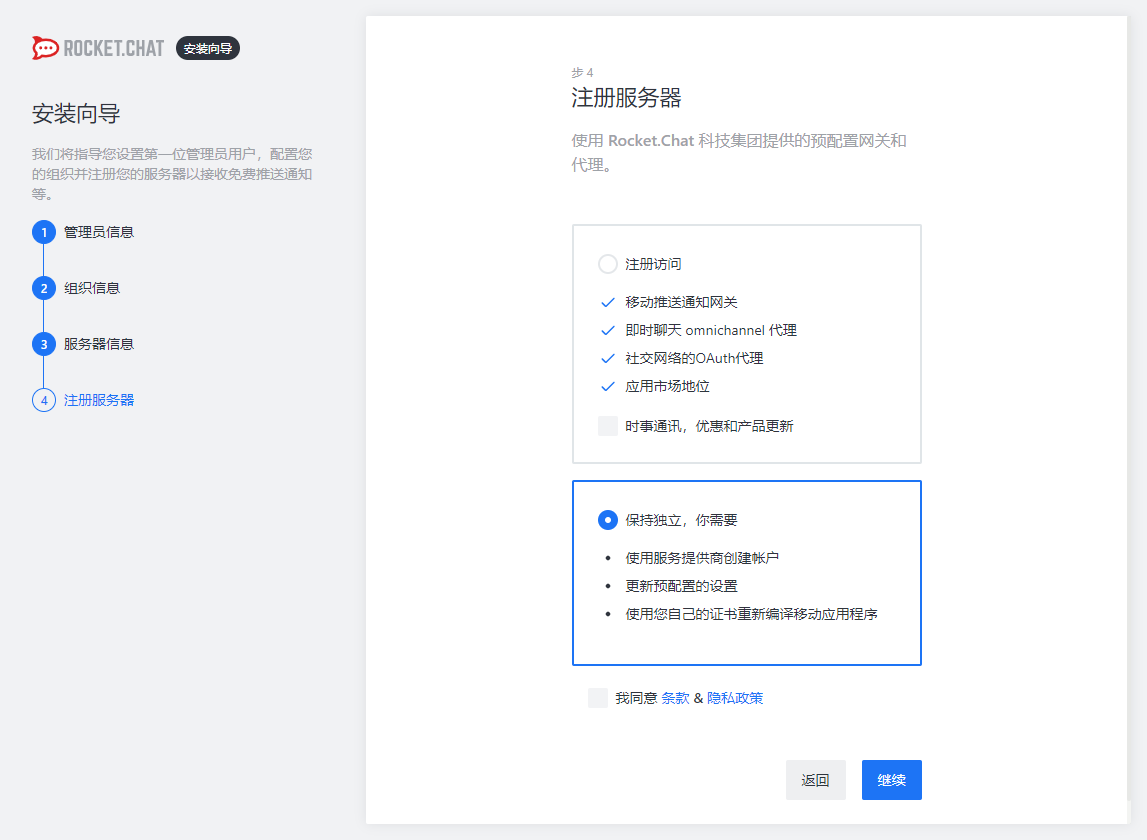 ROCKET.CHAT 安装向导
安装向导
我们将指导您设置第一位管理员用户，配置您
的组织并注册您的服务器以接收免费推送通知
等。
1 管理员信息
2 组织信息
3 服务器信息
4 注册服务器
步 4
注册服务器
使用 Rocket.Chat 科技集团提供的预配置网关和
代理。
注册访问
移动推送通知网关
即时聊天 omnichannel 代理
社交网络的OAuth代理
应用市场地位
时事通讯，优惠和产品更新
保持独立，你需要
• 使用服务提供商创建帐户
• 更新预配置的设置
• 使用您自己的证书重新编译移动应用程序
我同意 条款 & 隐私政策
返回 继续